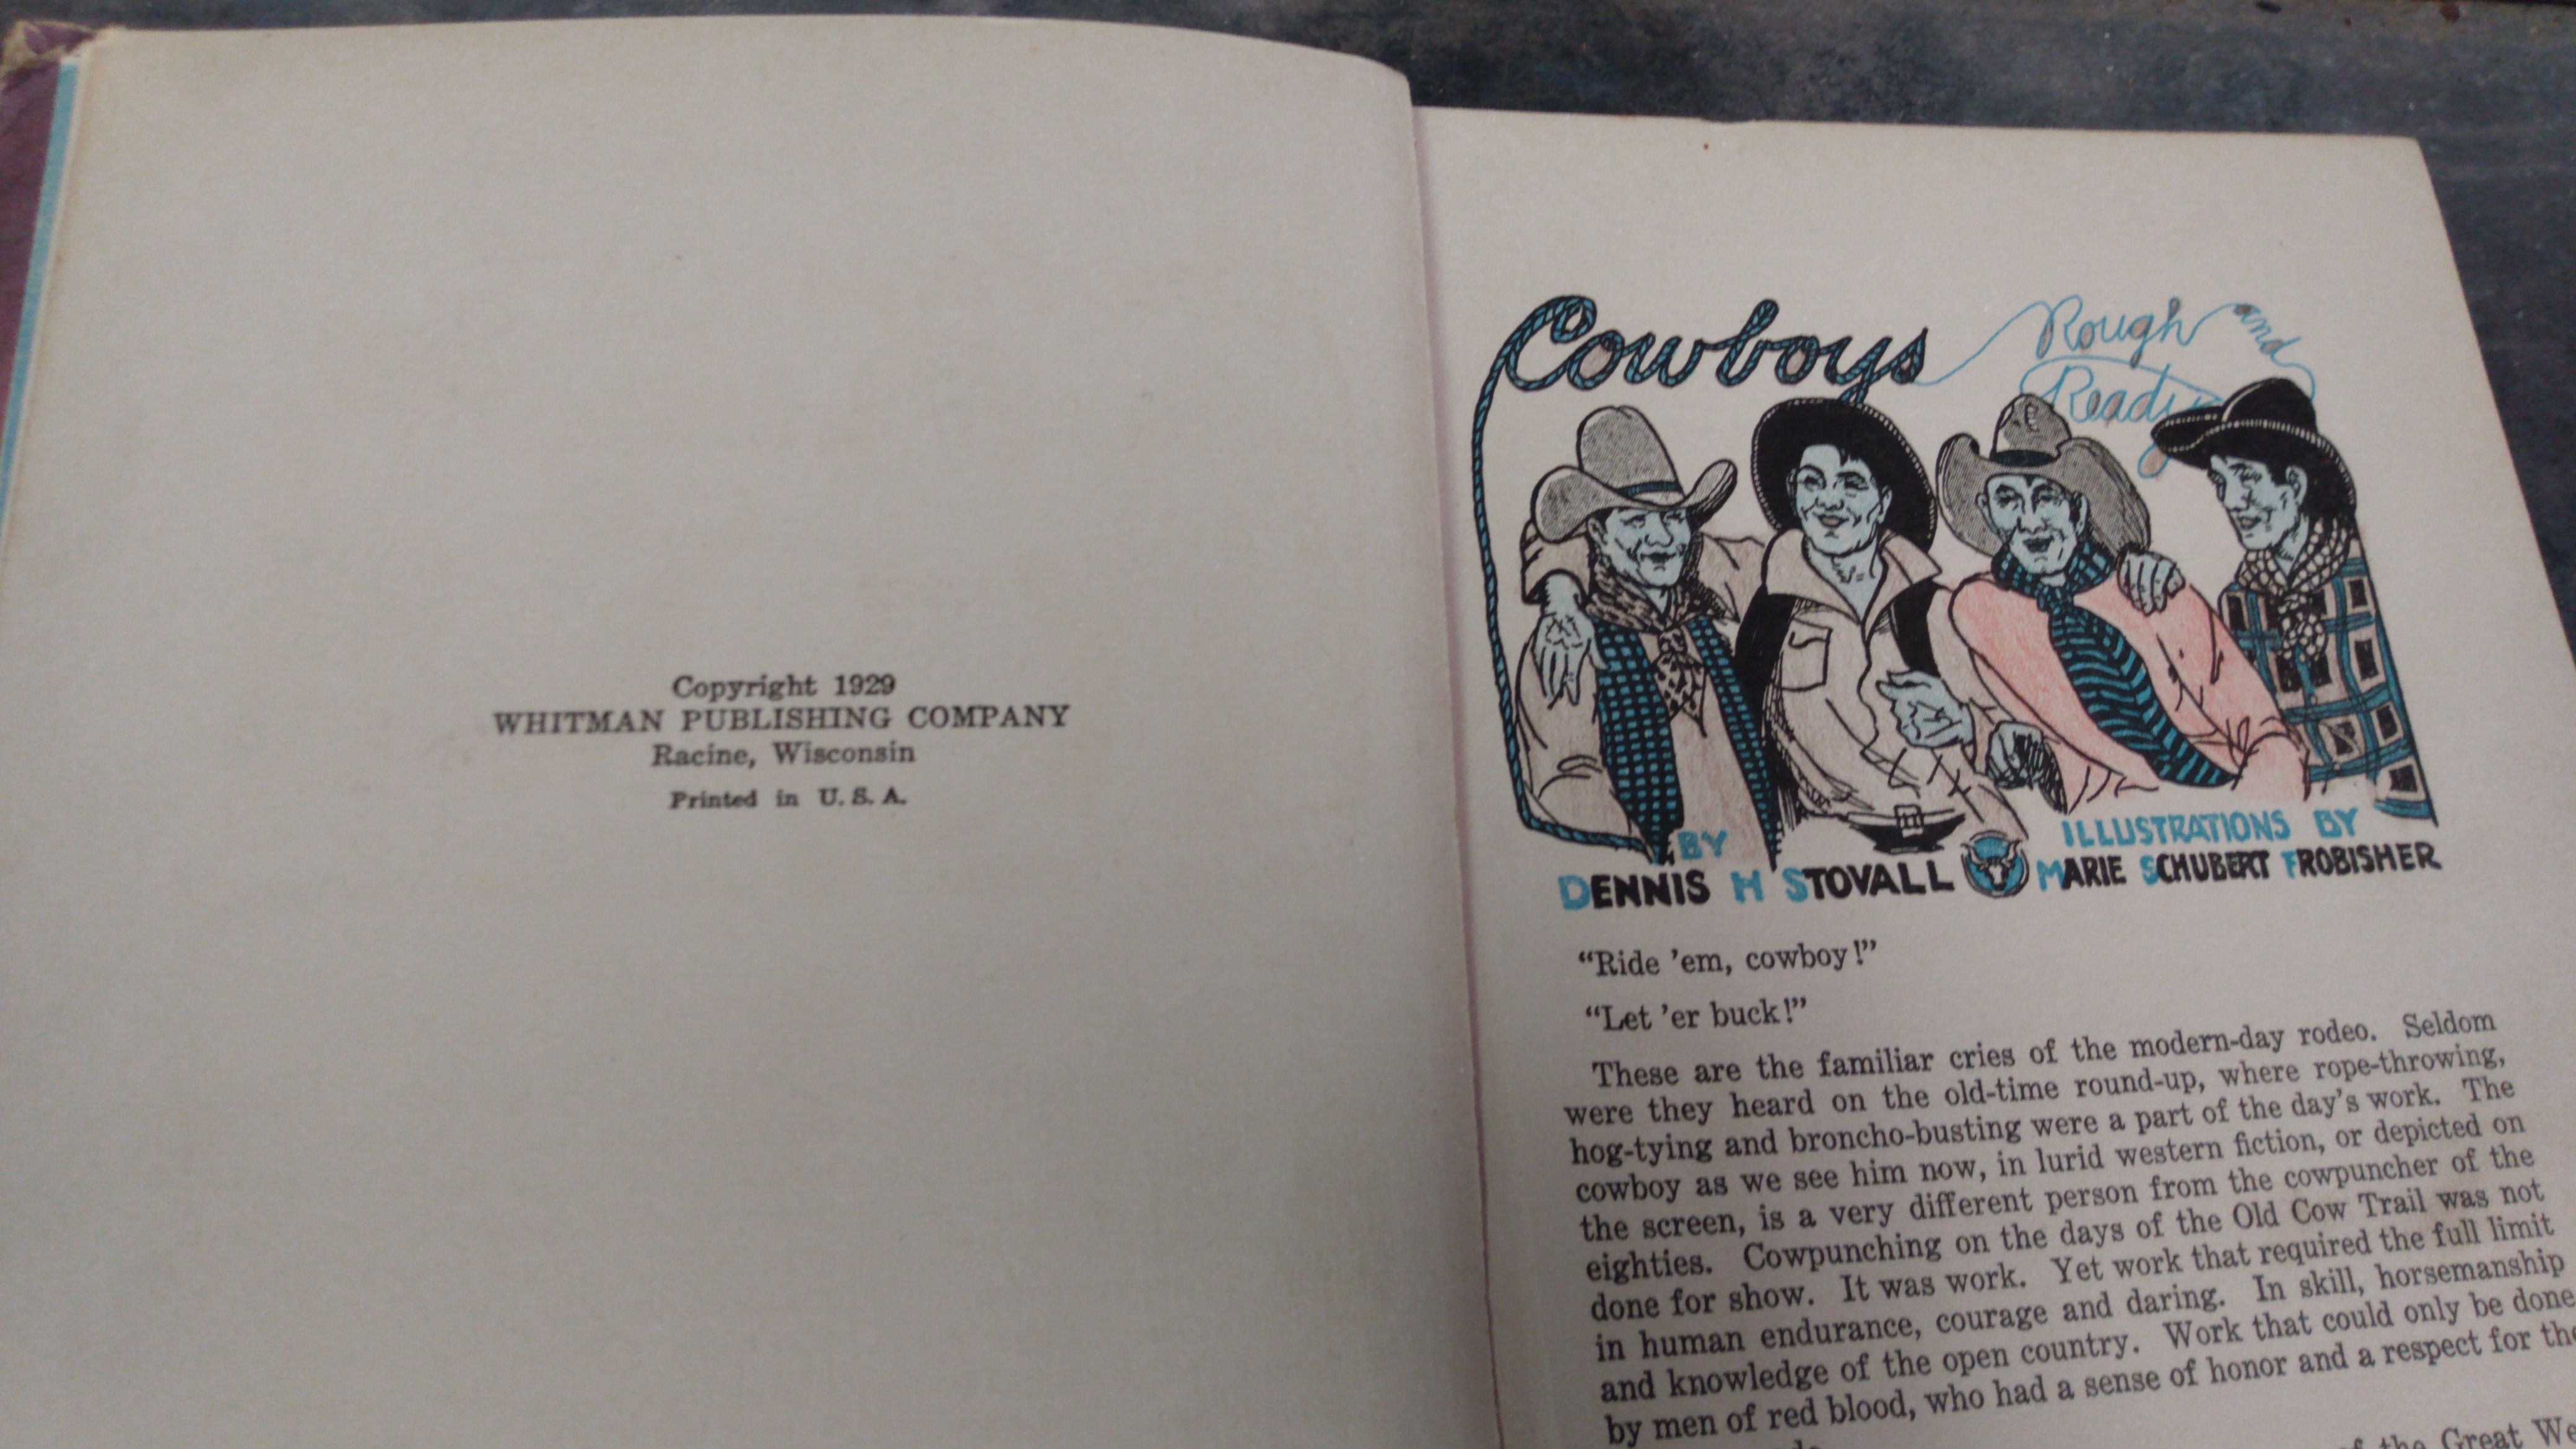 Copyright 1929
WHITMAN PUBLISHING COMPANY
Racine, Wisconsin
Printed in U. S. A.
Cowboys Rough and
Ready
BY
DENNIS H STOVALL
ILLUSTRATIONS BY
MARIE SCHUBERT FROBISHER
“Ride ’em, cowboy!”
“Let ’er buck!”
These are the familiar cries of the modern-day rodeo. Seldom
were they heard on the old-time round-up, where rope-throwing,
hog-tying and broncho-busting were a part of the day’s work. The
cowboy as we see him now, in lurid western fiction, or depicted on
the screen, is a very different person from the cowpuncher of the
eighties. Cowpunching on the days of the Old Cow Trail was not
done for show. It was work. Yet work that required the full limit
in human endurance, courage and daring. In skill, horsemanship
and knowledge of the open country. Work that could only be done
by men of red blood, who had a sense of honor and a respect for the
of the Great